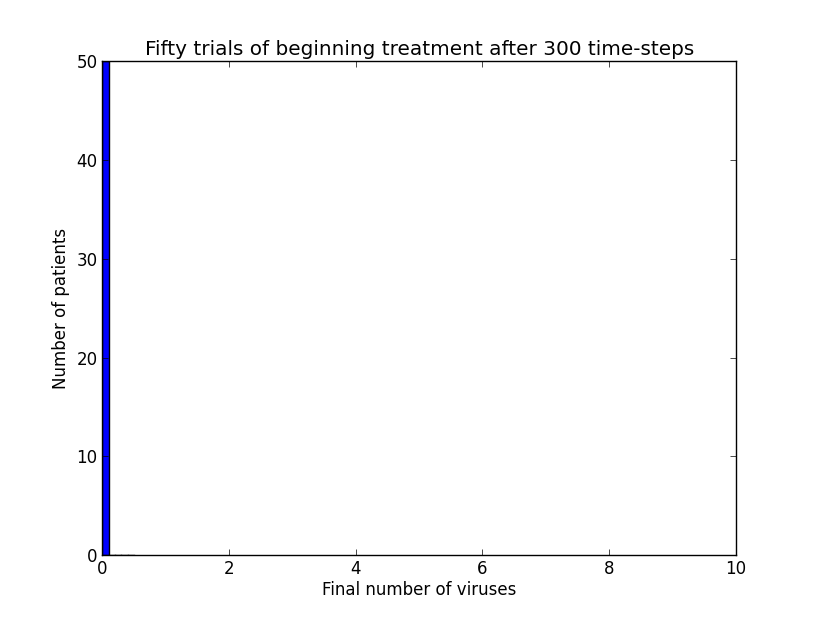 Fifty trials of beginning treatment after 300 time-steps
50
40
30
20
10
0
Number of patients
0 2 4 6 8 10
Final number of viruses